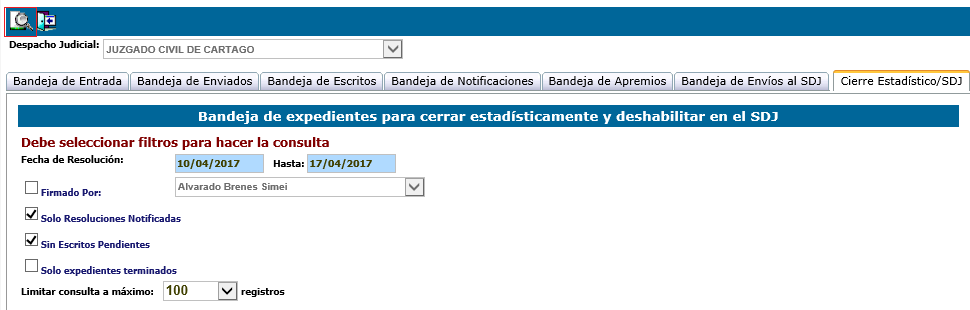 Despacho Judicial: JUZGADO CIVIL DE CARTAGO
Bandeja de Entrada Bandeja de Enviados Bandeja de Escritos Bandeja de Notificaciones Bandeja de Apremios Bandeja de Envíos al SDJ Cierre Estadístico/SDJ
Bandeja de expedientes para cerrar estadísticamente y deshabilitar en el SDJ
Debe seleccionar filtros para hacer la consulta
Fecha de Resolución: 10/04/2017 Hasta: 17/04/2017
Firmado Por: Alvarado Brenes Simei
Solo Resoluciones Notificadas
Sin Escritos Pendientes
Solo expedientes terminados
Limitar consulta a máximo: 100 registros